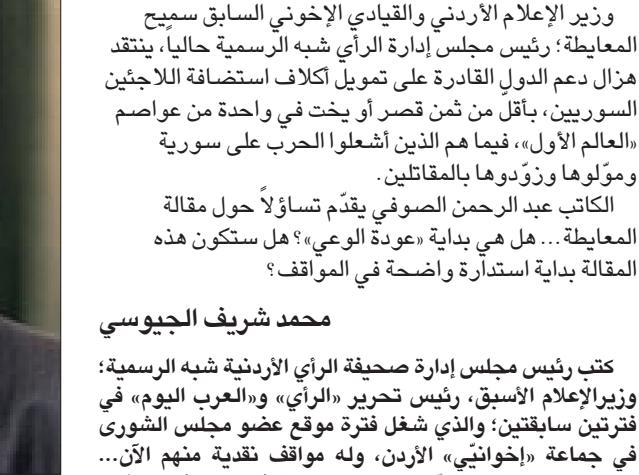 وزير الإعلام الأردني والقيادي الإخوني السابق سميح
المعايطة؛ رئيس مجلس إدارة الرأي شبه الرسمية حالياً، ينتقد
هزال دعم الدول القادرة على تمويل أكلاف استضافة اللاجئين
السوريين، بأقلّ من ثمن قصر أو يخت في واحدة من عواصم
«العالم الأول»، فيما هم الذين أشعلوا الحرب على سورية
وموّلوها وزوّدوها بالمقاتلين.
الكاتب عبد الرحمن الصوفي يقدّم تساؤلاً حول مقالة
المعايطة... هل هي بداية «عودة الوعي»؟ هل ستكون هذه
المقالة بداية استدارة واضحة في المواقف؟
محمد شريف الجيوسي
كتب رئيس مجلس إدارة صحيفة الرأي الأردنية شبه الرسمية؛
وزيرالإعلام الأسبق، رئيس تحرير «الرأي» و«العرب اليوم» في
فترتين سابقتين؛ والذي شغل فترة موقع عضو مجلس الشورى
في جماعة «إخوانيّي» الأردن، وله مواقف نقدية منهم الآن...